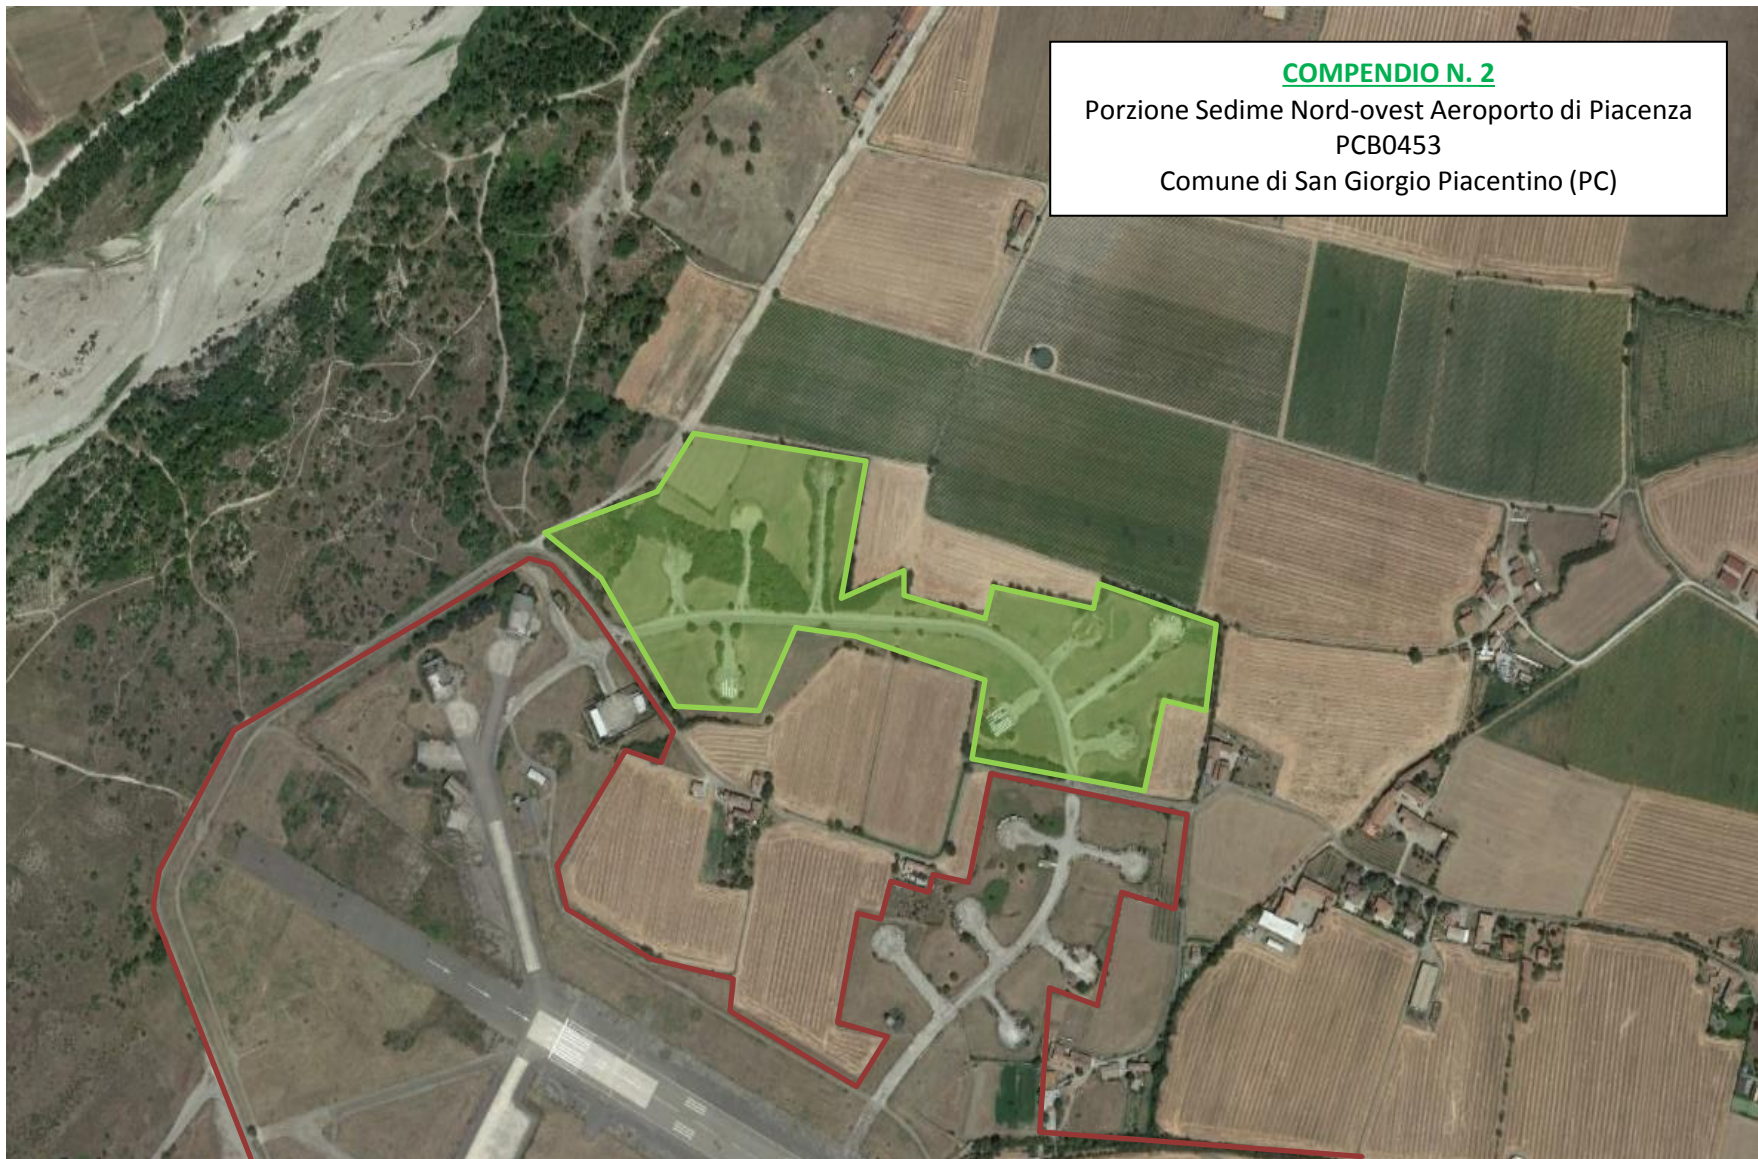 COMPENDIO N. 2
Porzione Sedime Nord-ovest Aeroporto di Piacenza
PCB0453
Comune di San Giorgio Piacentino (PC)